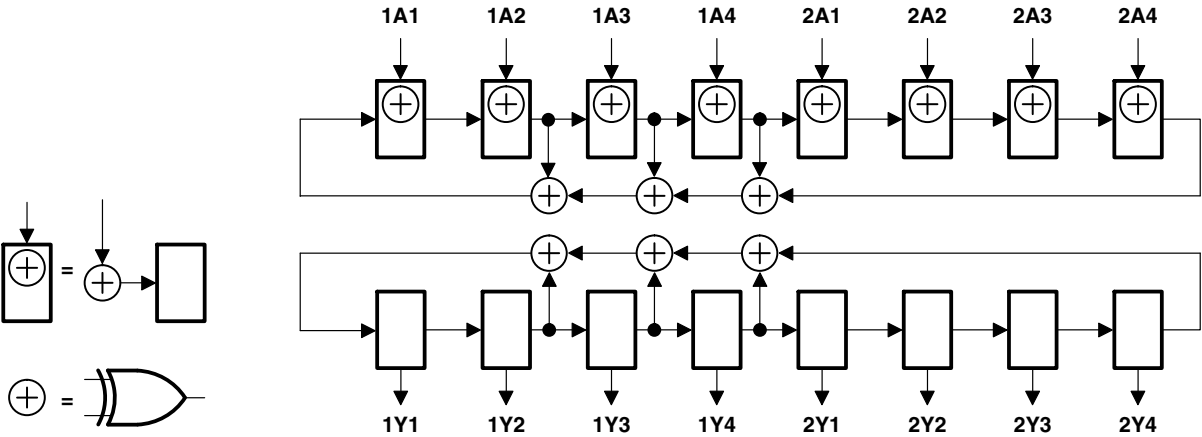 1A1 1A2 1A3 1A4 2A1 2A2 2A3 2A4
=
=
1Y1 1Y2 1Y3 1Y4 2Y1 2Y2 2Y3 2Y4